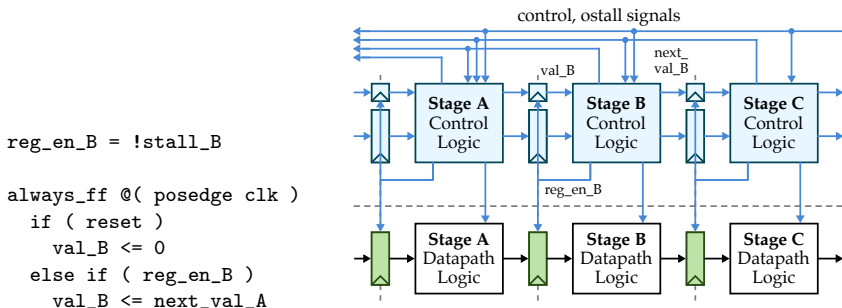 control, ostall signals
val_B
next_
val_B
Stage A
Control
Logic
Stage B
Control
Logic
Stage C
Control
Logic
reg_en_B
Stage A
Datapath
Logic
Stage B
Datapath
Logic
Stage C
Datapath
Logic
reg_en_B = !stall_B
always_ff @( posedge clk )
if ( reset )
val_B <= 0
else if ( reg_en_B )
val_B <= next_val_A